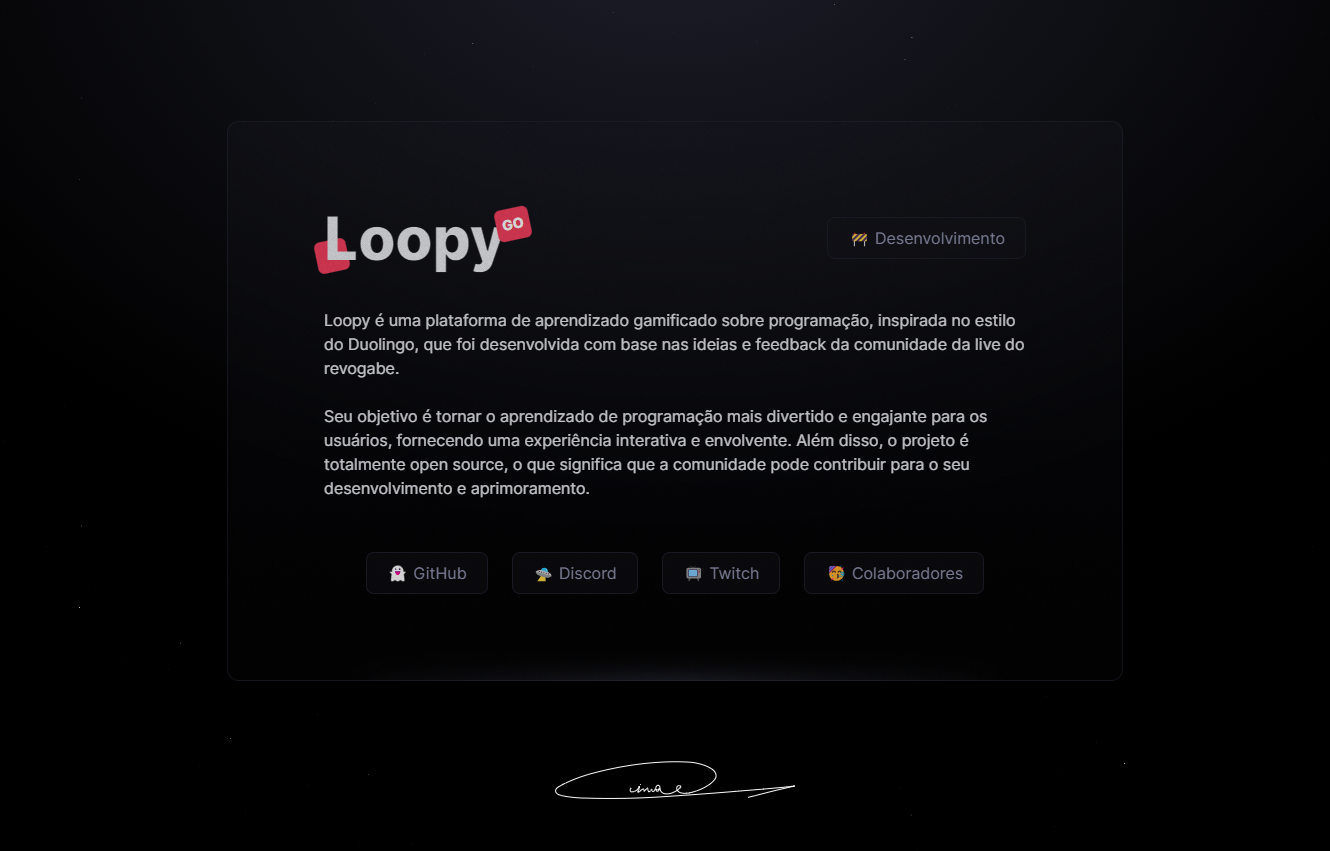 Loopy GO
Desenvolvimento
Loopy é uma plataforma de aprendizado gamificado sobre programação, inspirada no estilo
do Duolingo, que foi desenvolvida com base nas ideias e feedback da comunidade da live do
revogabe.
Seu objetivo é tornar o aprendizado de programação mais divertido e engajante para os
usuários, fornecendo uma experiência interativa e envolvente. Além disso, o projeto é
totalmente open source, o que significa que a comunidade pode contribuir para o seu
desenvolvimento e aprimoramento.
GitHub
Discord
Twitch
Colaboradores